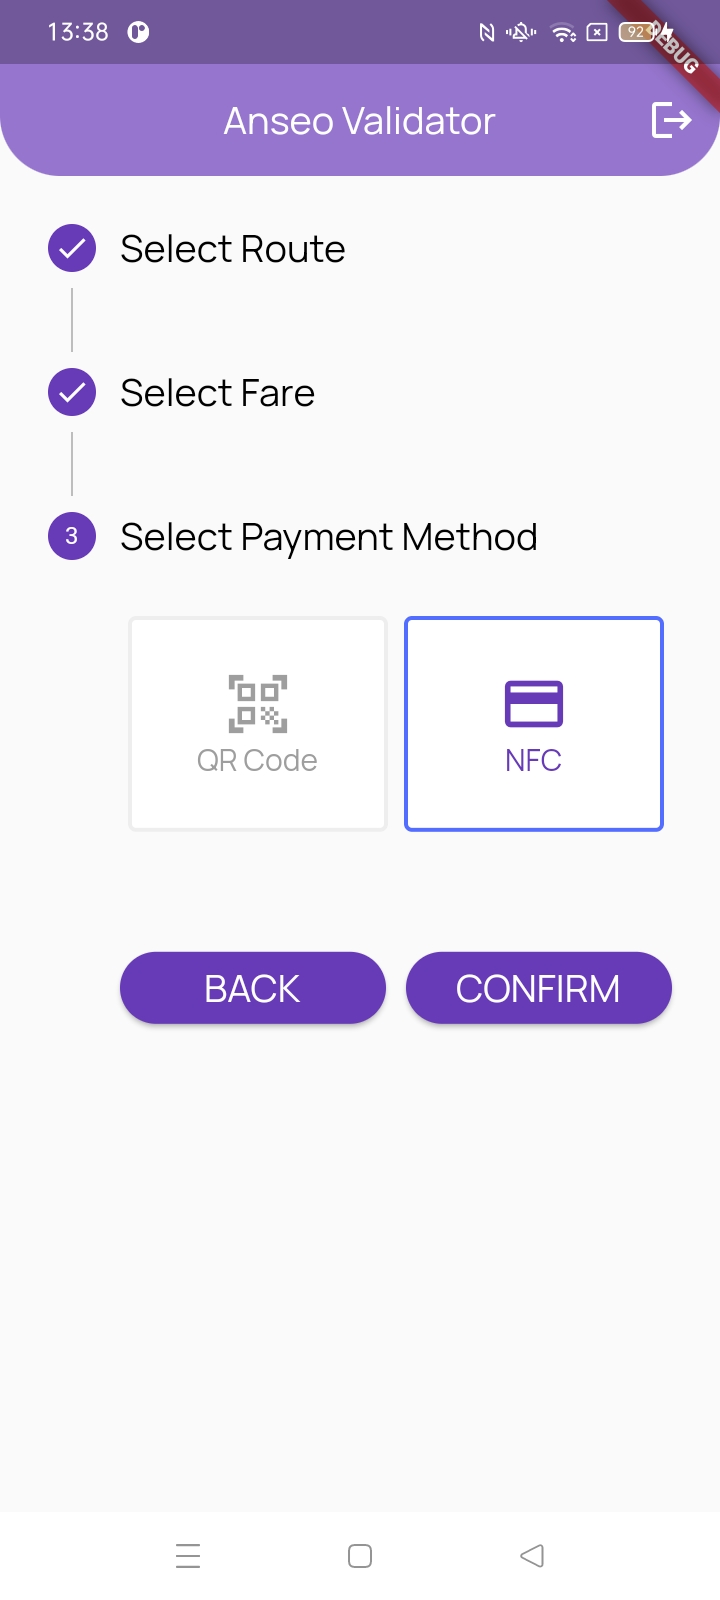 13:38
92
DEBUG
Anseo Validator
Select Route
Select Fare
3 Select Payment Method
QR Code
NFC
BACK
CONFIRM